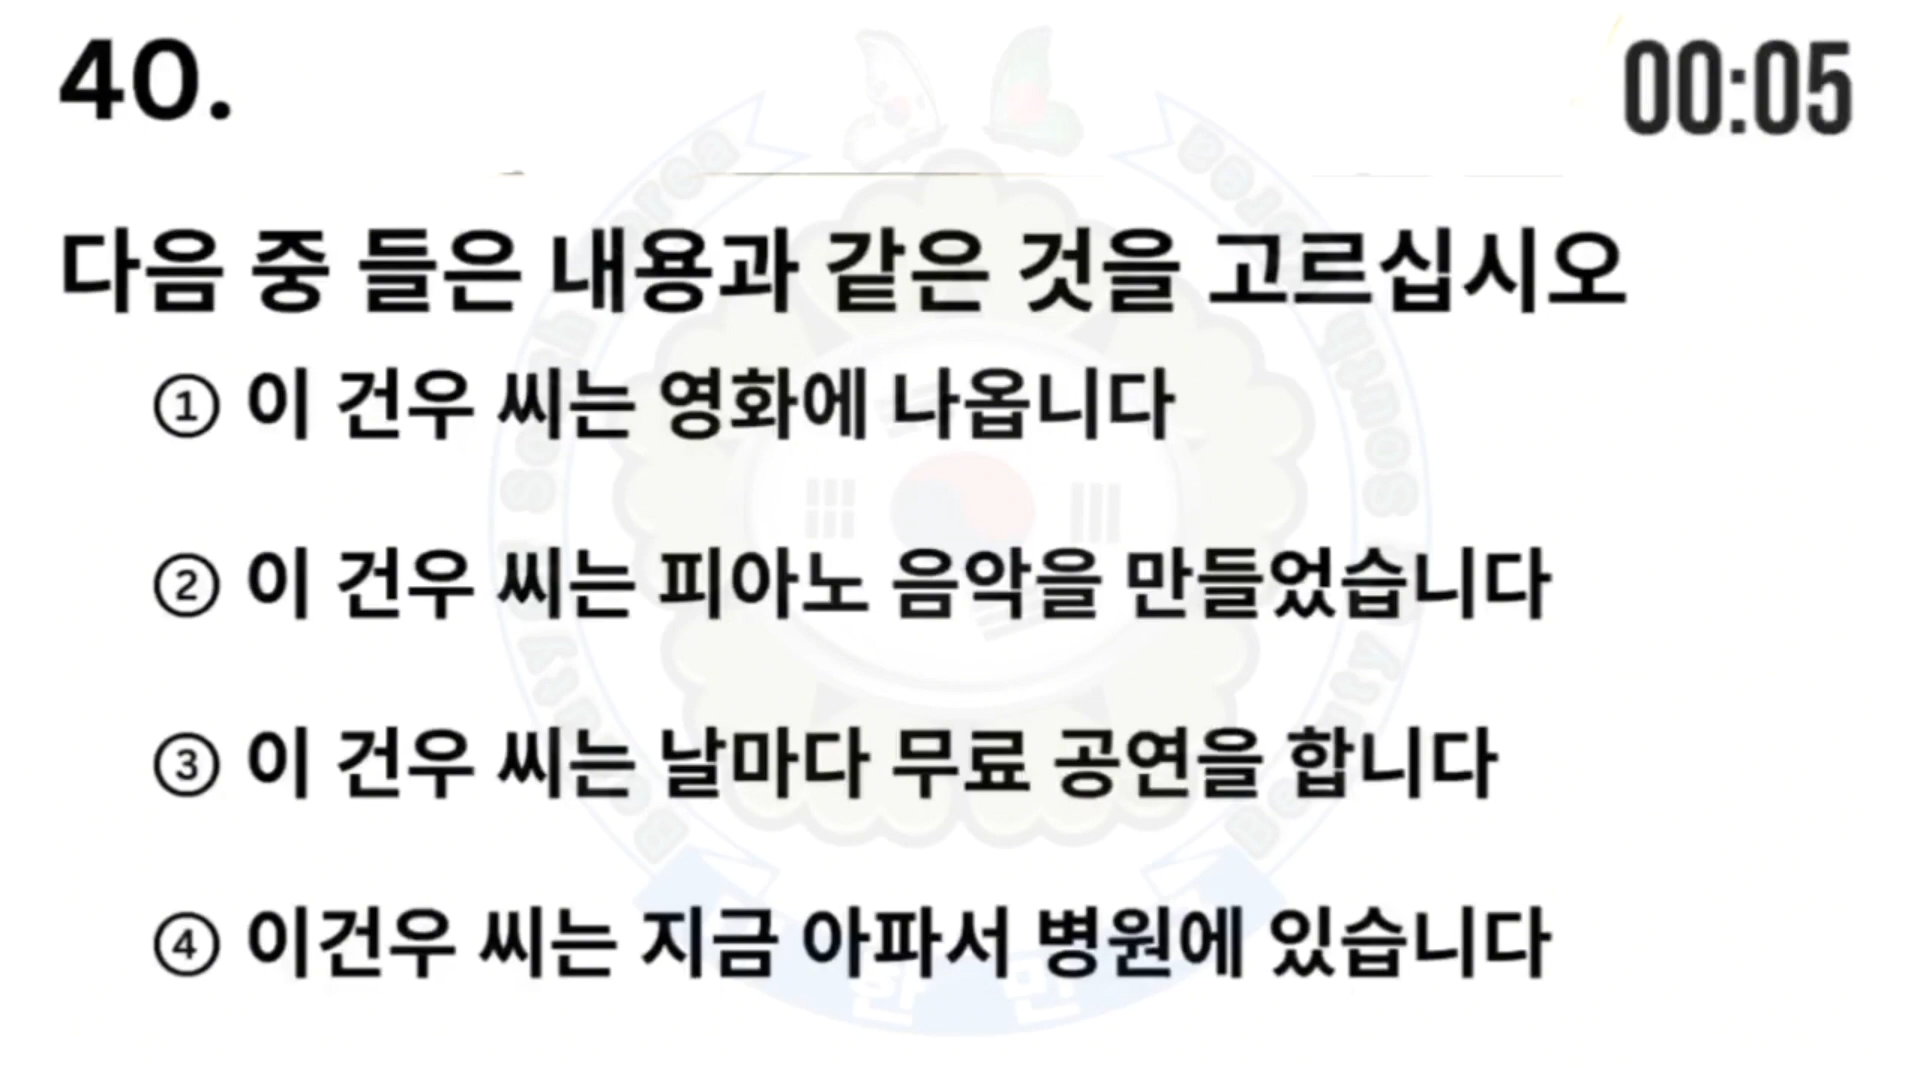 40.
00:05
다음 중 들은 내용과 같은 것을 고르십시오
① 이 건우 씨는 영화에 나옵니다
② 이 건우 씨는 피아노 음악을 만들었습니다
③ 이 건우 씨는 날마다 무료 공연을 합니다
④ 이건우 씨는 지금 아파서 병원에 있습니다
한 민